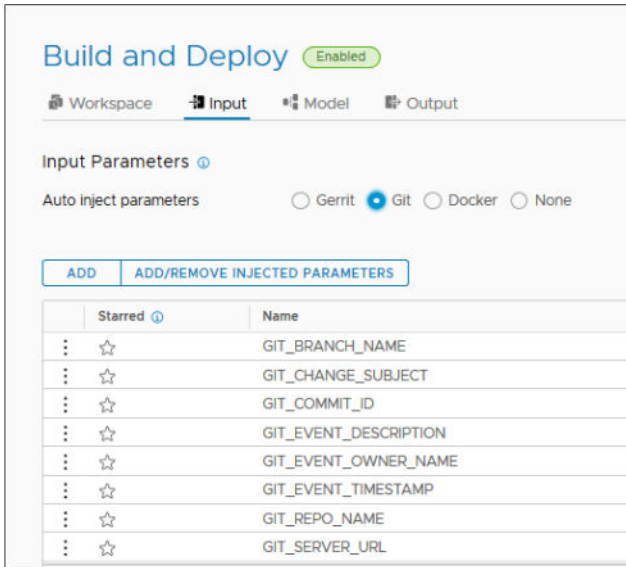 Build and Deploy Enabled
Workspace Input Model Output
Input Parameters
Auto inject parameters Gerrit Git Docker None
ADD ADD/REMOVE INJECTED PARAMETERS
Starred Name
GIT_BRANCH_NAME
GIT_CHANGE_SUBJECT
GIT_COMMIT_ID
GIT_EVENT_DESCRIPTION
GIT_EVENT_OWNER_NAME
GIT_EVENT_TIMESTAMP
GIT_REPO_NAME
GIT_SERVER_URL